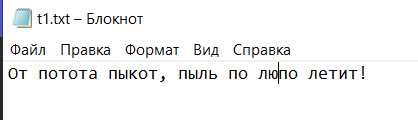 t1.txt – Блокнот
Файл Правка Формат Вид Справка
От потота пыкот, пыль по люпо летит!